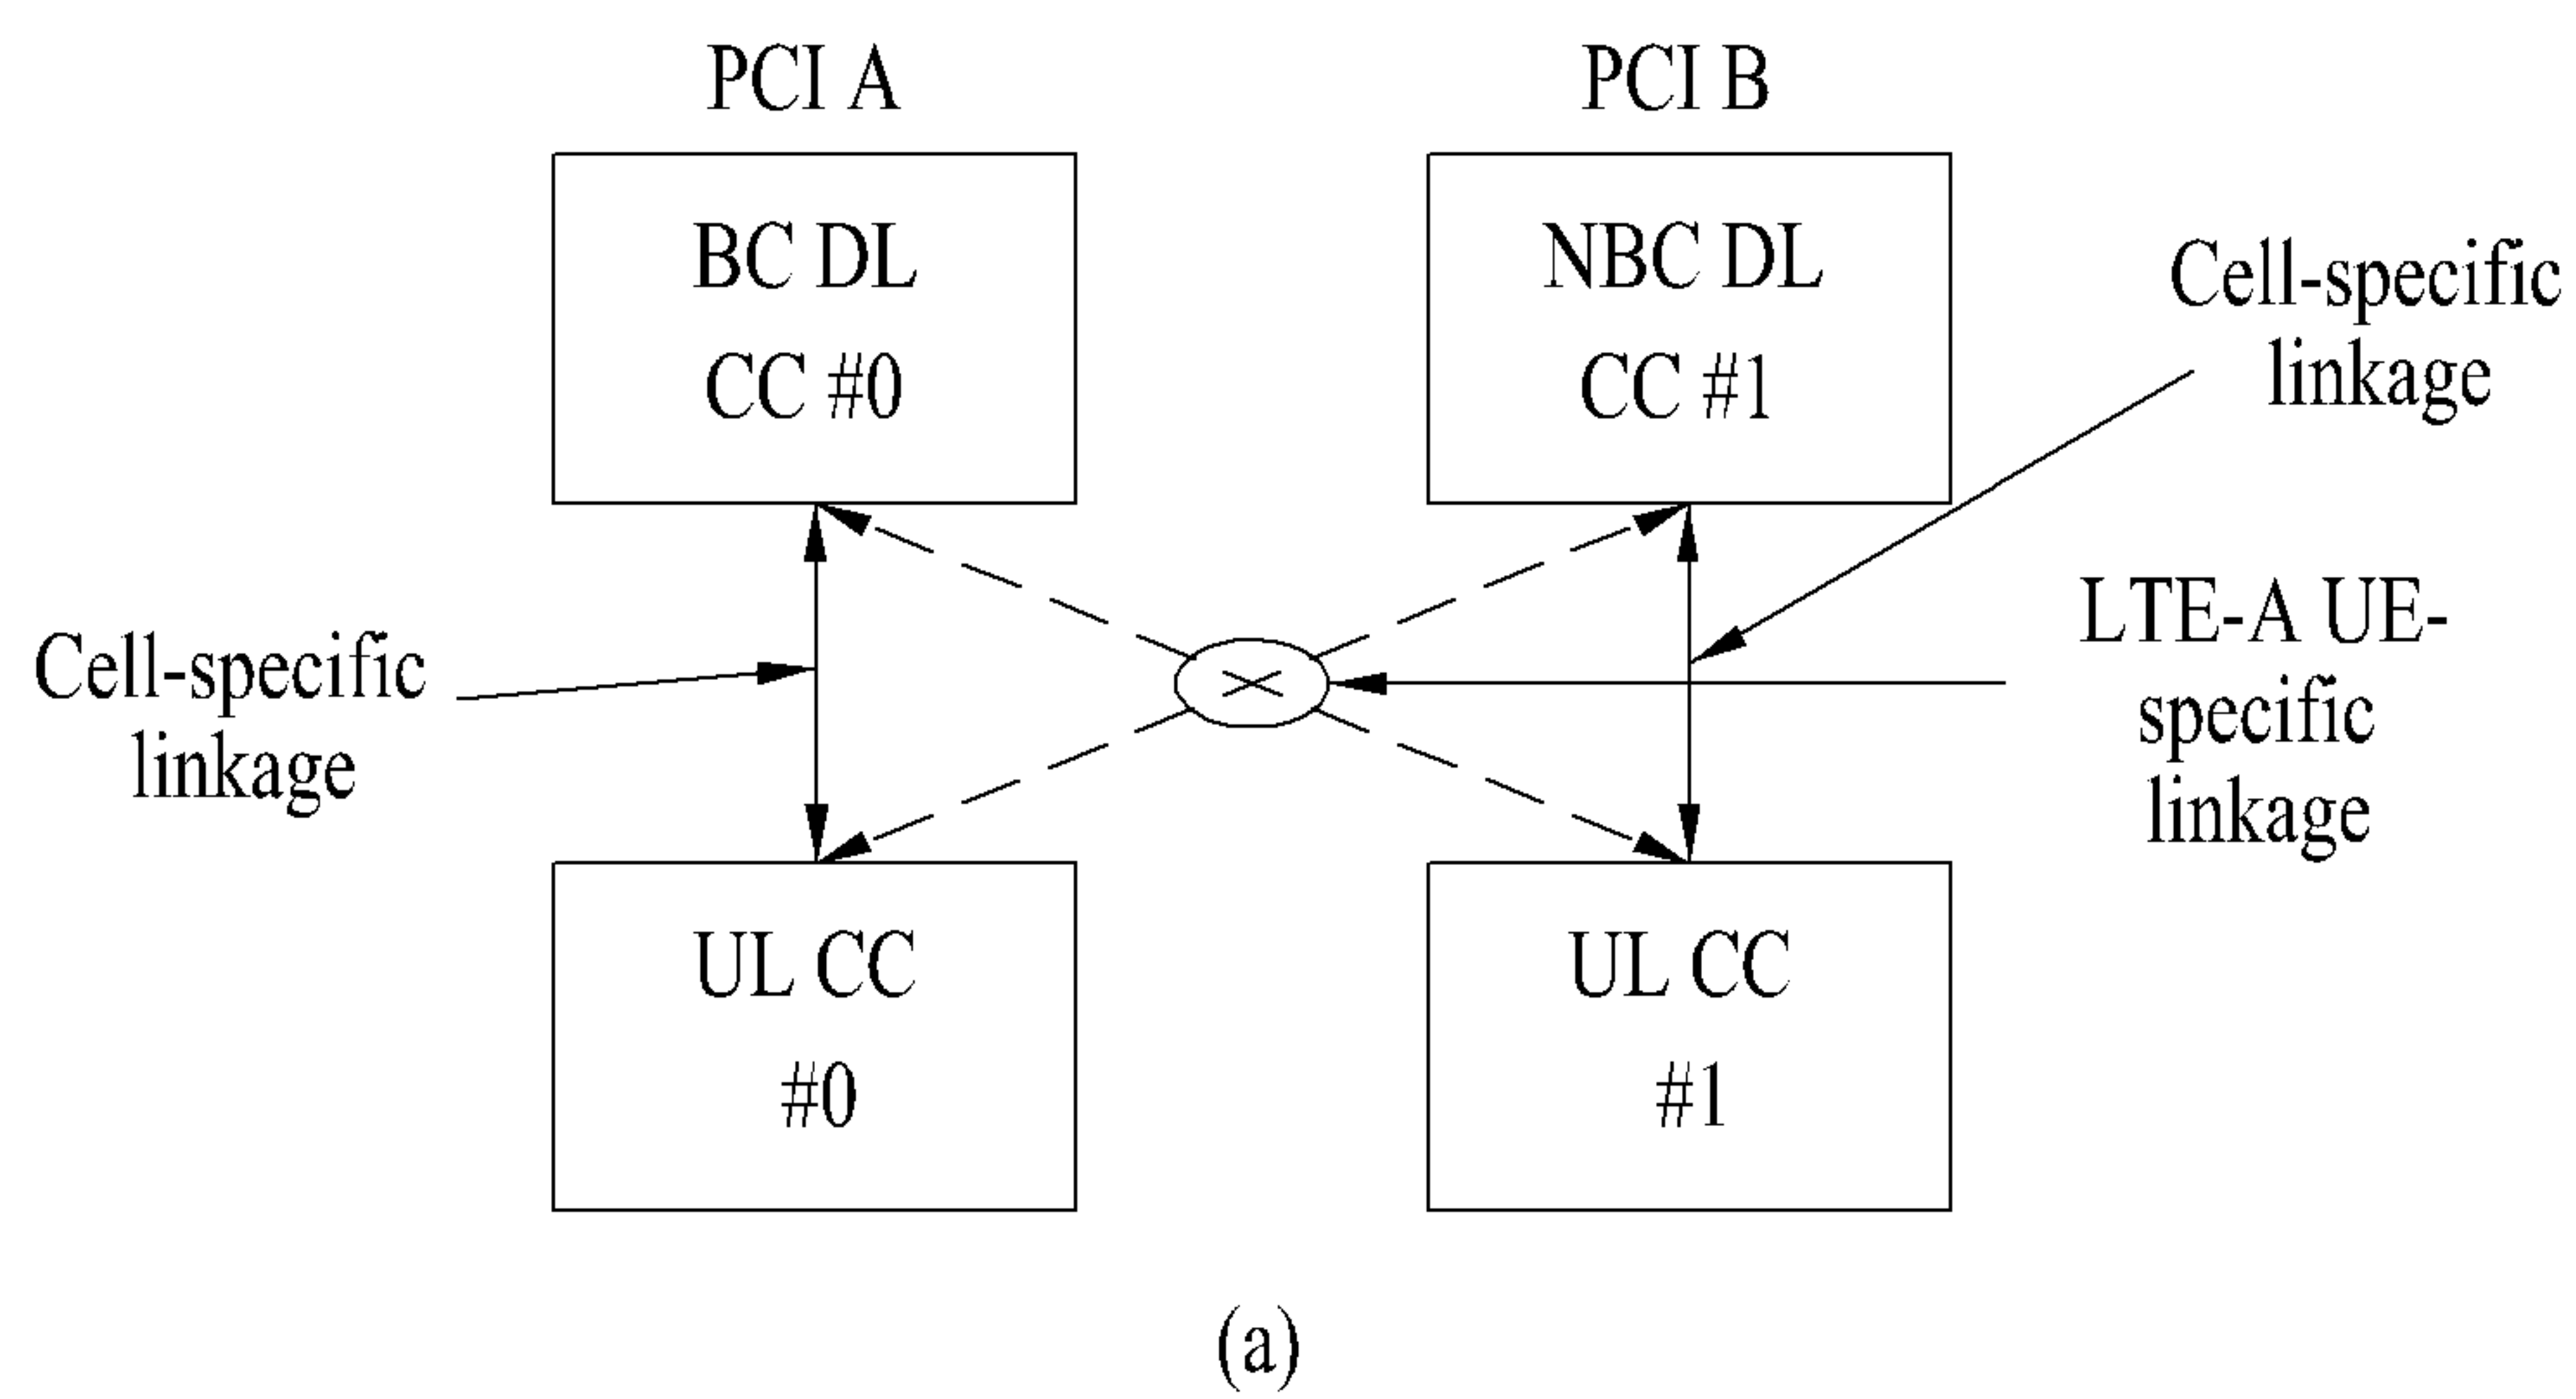 PCI A
PCI B
BC DL
CC #0
NBC DL
CC #1
Cell-specific
linkage
Cell-specific
linkage
LTE-A UE-
specific
linkage
UL CC
#0
UL CC
#1
(a)